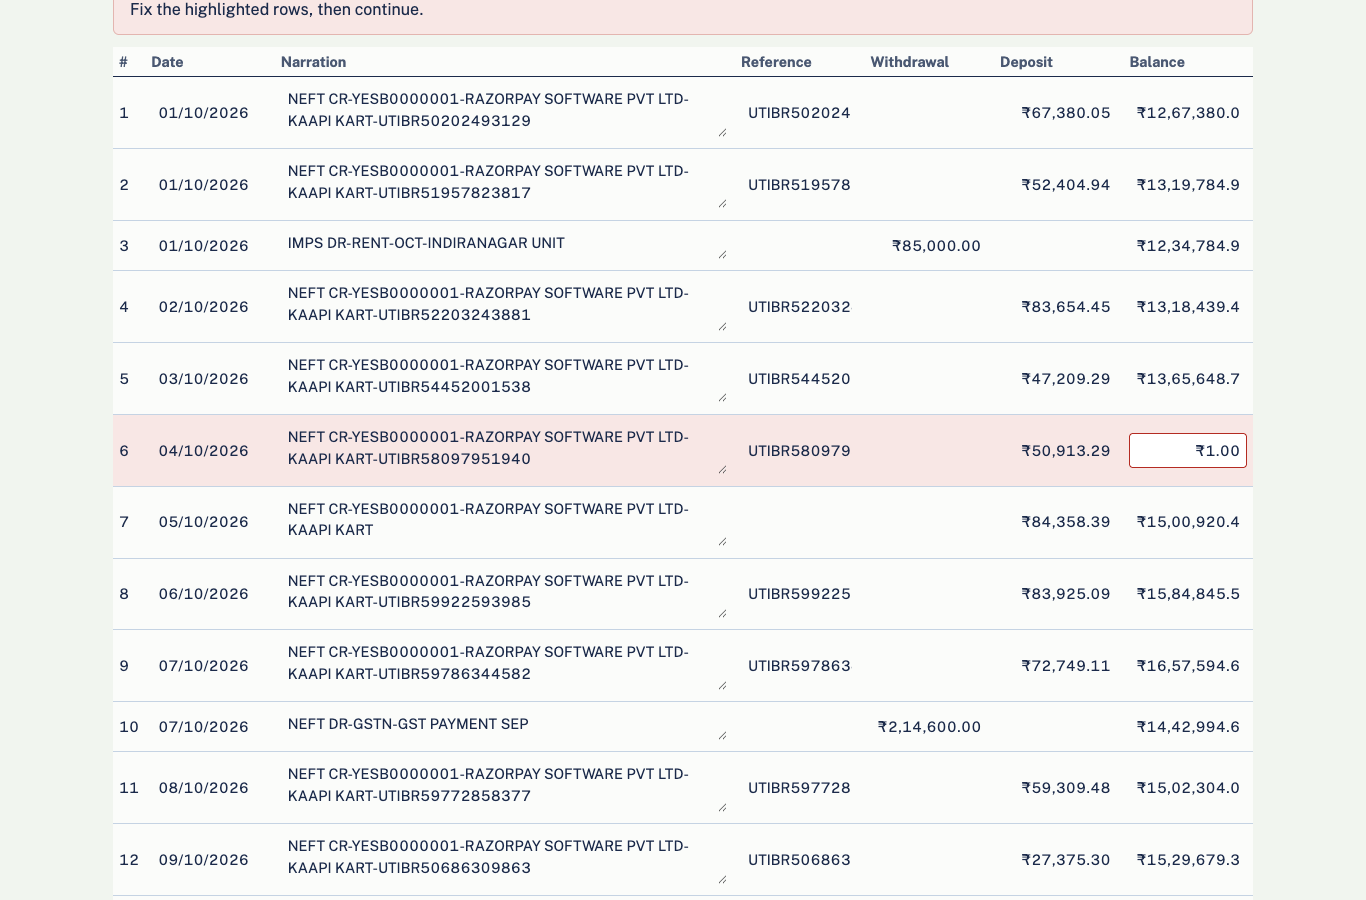 Fix the highlighted rows, then continue.
# Date Narration Reference Withdrawal Deposit Balance
1 01/10/2026 NEFT CR-YESB0000001-RAZORPAY SOFTWARE PVT LTD-
KAAPI KART-UTIBR50202493129 UTIBR502024 ₹67,380.05 ₹12,67,380.0
2 01/10/2026 NEFT CR-YESB0000001-RAZORPAY SOFTWARE PVT LTD-
KAAPI KART-UTIBR51957823817 UTIBR519578 ₹52,404.94 ₹13,19,784.9
3 01/10/2026 IMPS DR-RENT-OCT-INDIRANAGAR UNIT ₹85,000.00 ₹12,34,784.9
4 02/10/2026 NEFT CR-YESB0000001-RAZORPAY SOFTWARE PVT LTD-
KAAPI KART-UTIBR52203243881 UTIBR522032 ₹83,654.45 ₹13,18,439.4
5 03/10/2026 NEFT CR-YESB0000001-RAZORPAY SOFTWARE PVT LTD-
KAAPI KART-UTIBR54452001538 UTIBR544520 ₹47,209.29 ₹13,65,648.7
6 04/10/2026 NEFT CR-YESB0000001-RAZORPAY SOFTWARE PVT LTD-
KAAPI KART-UTIBR58097951940 UTIBR580979 ₹50,913.29 ₹1.00
7 05/10/2026 NEFT CR-YESB0000001-RAZORPAY SOFTWARE PVT LTD-
KAAPI KART ₹84,358.39 ₹15,00,920.4
8 06/10/2026 NEFT CR-YESB0000001-RAZORPAY SOFTWARE PVT LTD-
KAAPI KART-UTIBR59922593985 UTIBR599225 ₹83,925.09 ₹15,84,845.5
9 07/10/2026 NEFT CR-YESB0000001-RAZORPAY SOFTWARE PVT LTD-
KAAPI KART-UTIBR59786344582 UTIBR597863 ₹72,749.11 ₹16,57,594.6
10 07/10/2026 NEFT DR-GSTN-GST PAYMENT SEP ₹2,14,600.00 ₹14,42,994.6
11 08/10/2026 NEFT CR-YESB0000001-RAZORPAY SOFTWARE PVT LTD-
KAAPI KART-UTIBR59772858377 UTIBR597728 ₹59,309.48 ₹15,02,304.0
12 09/10/2026 NEFT CR-YESB0000001-RAZORPAY SOFTWARE PVT LTD-
KAAPI KART-UTIBR50686309863 UTIBR506863 ₹27,375.30 ₹15,29,679.3